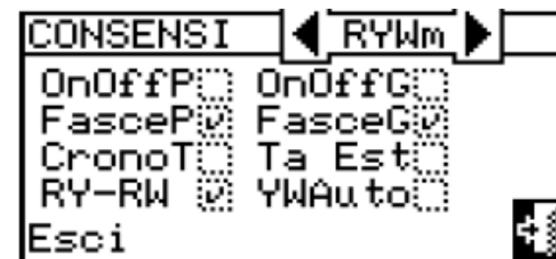 CONSENSI RYWm
OnOffP OnOffG
FasceP FasceG
CronoT Ta Est
RY-RW YWAuto
Esci